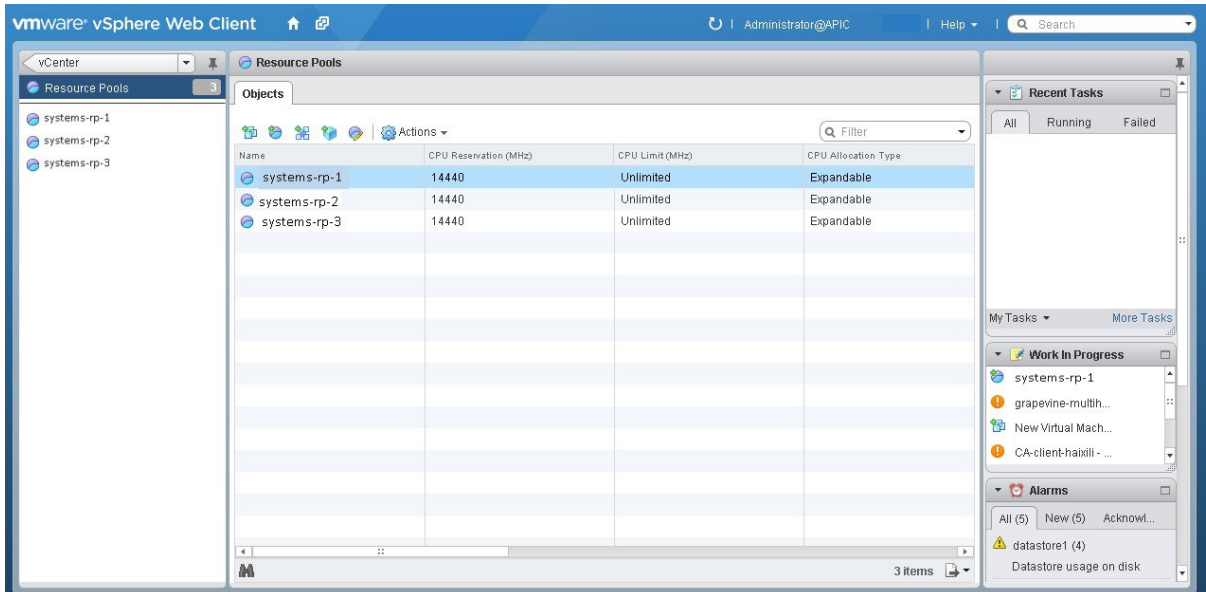 vmware® vSphere Web Client
Administrator@APIC
Help
Search
vCenter
Resource Pools 3
systems-rp-1
systems-rp-2
systems-rp-3
Resource Pools
Objects
Actions
Filter
Name CPU Reservation (MHz) CPU Limit (MHz) CPU Allocation Type
systems-rp-1 14440 Unlimited Expandable
systems-rp-2 14440 Unlimited Expandable
systems-rp-3 14440 Unlimited Expandable
3 items
Recent Tasks
All Running Failed
My Tasks More Tasks
Work In Progress
systems-rp-1
grapevine-multih...
New Virtual Mach...
CA-client-haixili - ...
Alarms
All (5) New (5) Acknowl...
datastore1 (4)
Datastore usage on disk